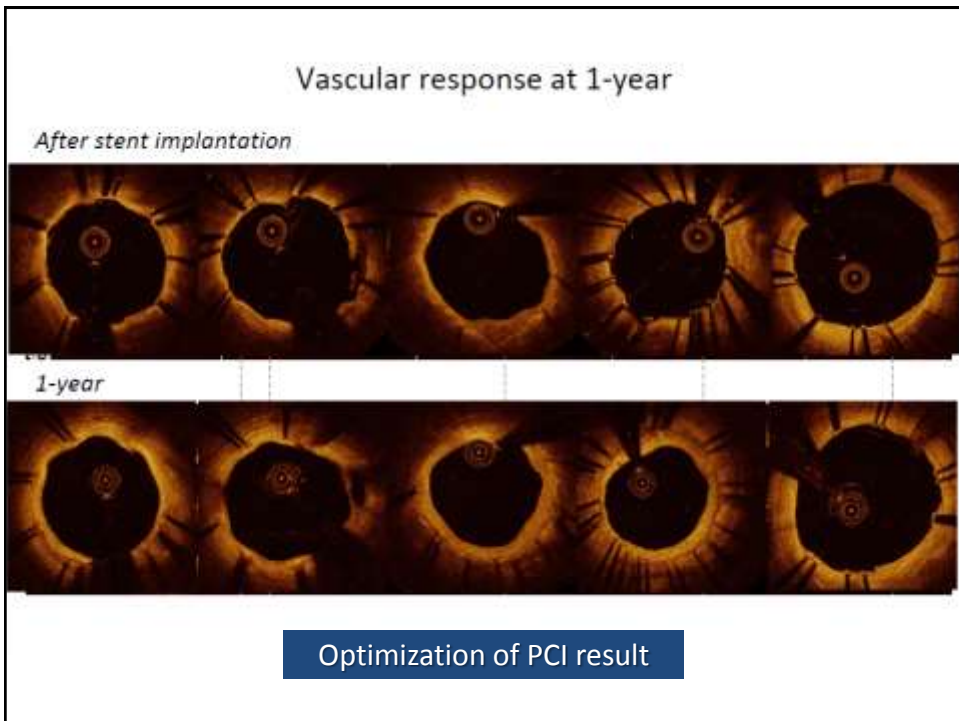 Vascular response at 1-year
After stent implantation
1-year
Optimization of PCI result